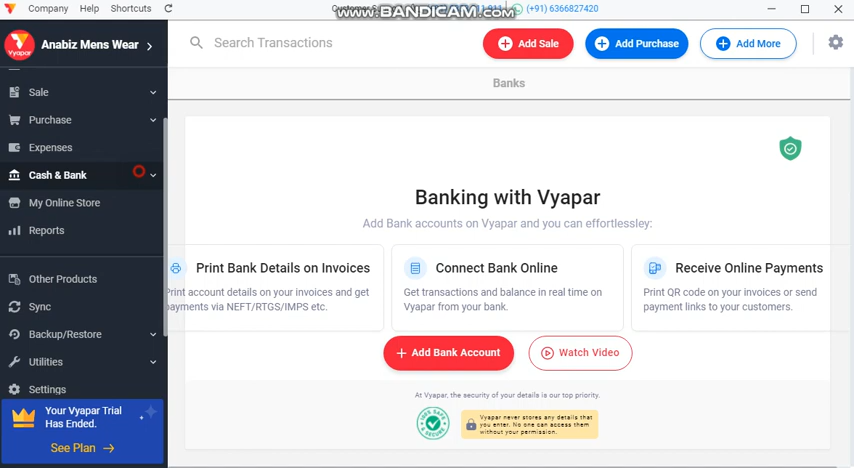 Company Help Shortcuts
www.BANDICAM.com
(+91) 6366827420
Vyapar
Anabiz Mens Wear
Search Transactions
Add Sale
Add Purchase
Add More
Sale
Purchase
Expenses
Cash & Bank
My Online Store
Reports
Other Products
Sync
Backup/Restore
Utilities
Settings
Your Vyapar Trial
Has Ended.
See Plan
Banks
Banking with Vyapar
Add Bank accounts on Vyapar and you can effortlessley:
Print Bank Details on Invoices
Print account details on your invoices and get
payments via NEFT/RTGS/IMPS etc.
Connect Bank Online
Get transactions and balance in real time on
Vyapar from your bank.
Receive Online Payments
Print QR code on your invoices or send
payment links to your customers.
Add Bank Account
Watch Video
At Vyapar, the security of your details is our top priority.
100% SAFE
& SECURE
Vyapar never stores any details that
you enter. No one can access them
without your permission.